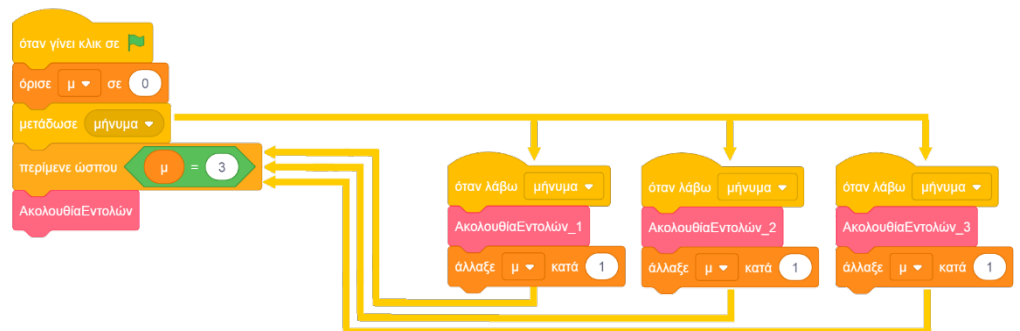 όταν γίνει κλικ σε
όρισε μ σε 0
μετάδωσε μήνυμα
περίμενε ώσπου μ = 3
ΑκολουθίαΕντολών
όταν λάβω μήνυμα
ΑκολουθίαΕντολών_1
άλλαξε μ κατά 1
όταν λάβω μήνυμα
ΑκολουθίαΕντολών_2
άλλαξε μ κατά 1
όταν λάβω μήνυμα
ΑκολουθίαΕντολών_3
άλλαξε μ κατά 1